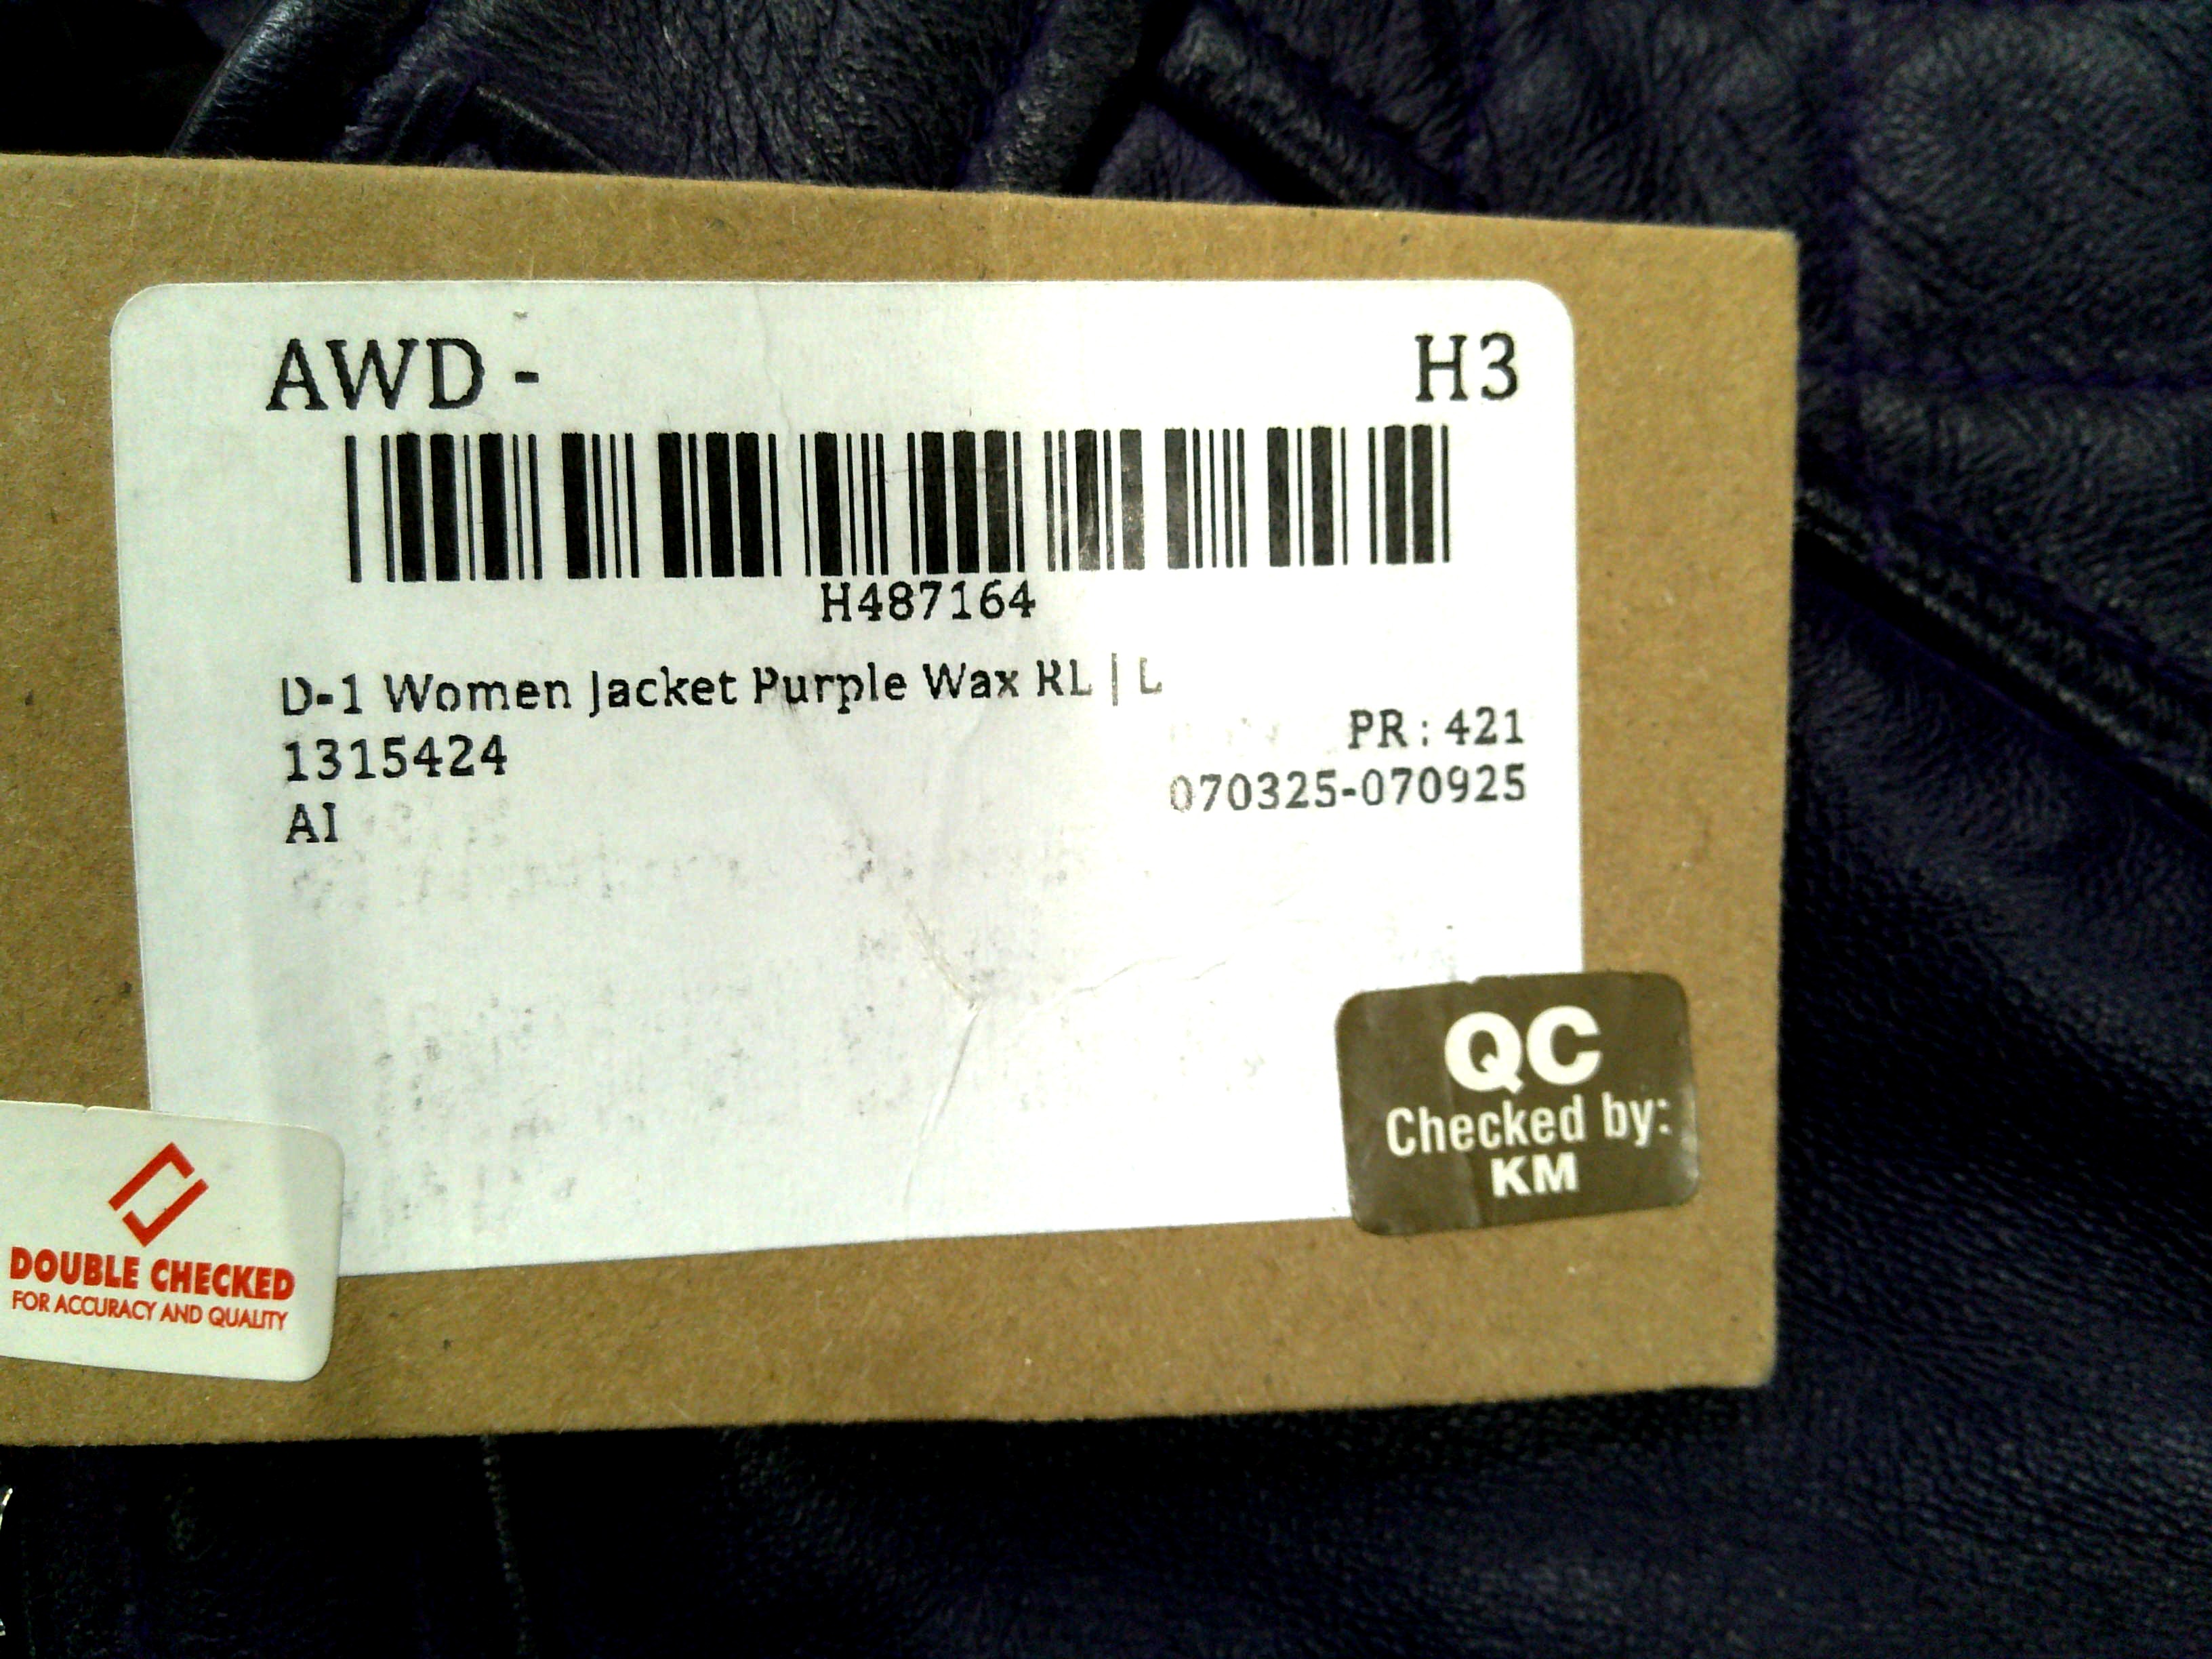 AWD -
H3
H487164
D-1 Women Jacket Purple Wax RL | L
1315424
PR : 421
AI
070325-070925
QC
Checked by:
KM
DOUBLE CHECKED
FOR ACCURACY AND QUALITY